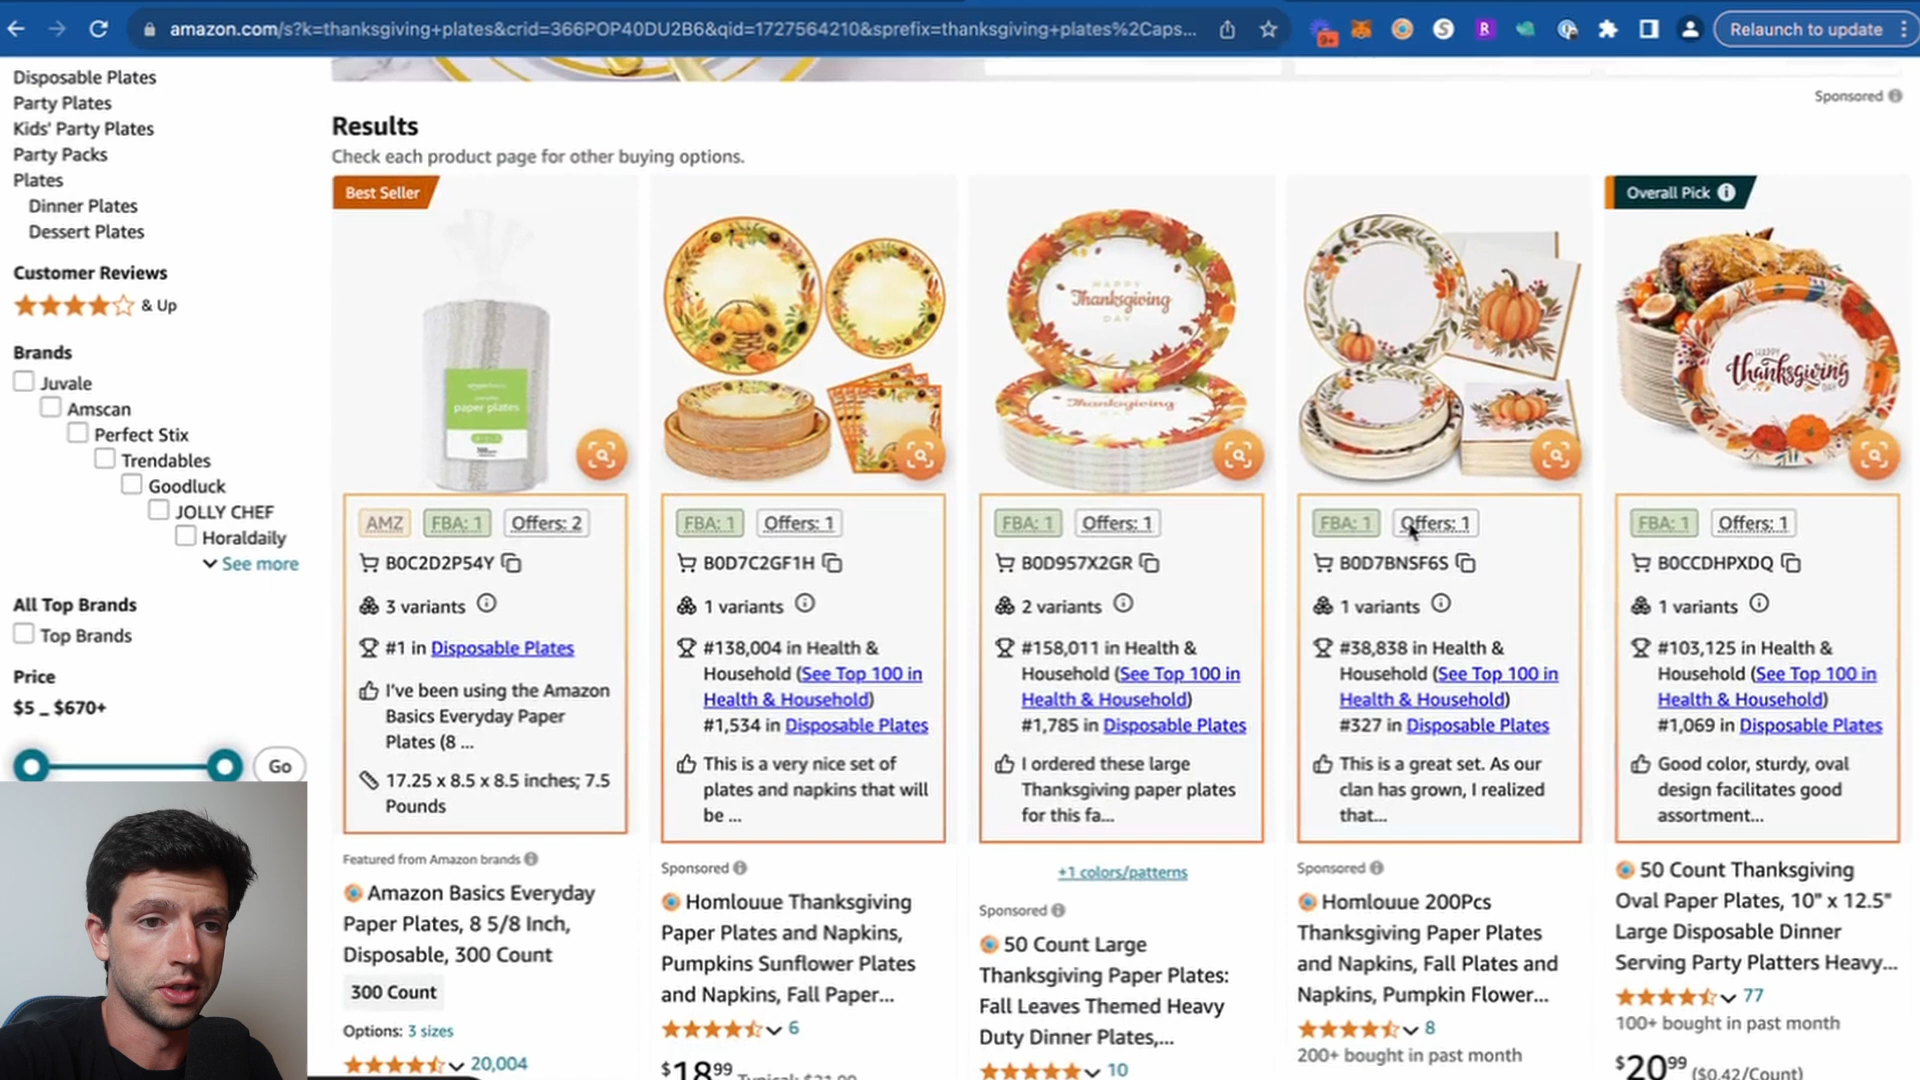 amazon.com/s?k=thanksgiving+plates&crid=366POP40DU2B6&qid=1727564210&sprefix=thanksgiving+plates%2Caps...
9+
Relaunch to update
Disposable Plates
Party Plates
Kids' Party Plates
Party Packs
Plates
Dinner Plates
Dessert Plates
Customer Reviews
& Up
Brands
Juvale
Amscan
Perfect Stix
Trendables
Goodluck
JOLLY CHEF
Horaldaily
See more
All Top Brands
Top Brands
Price
$5 _ $670+
Go
Sponsored
Results
Check each product page for other buying options.
Best Seller
paper plates
AMZ
FBA: 1
Offers: 2
B0C2D2P54Y
3 variants
#1 in Disposable Plates
I've been using the Amazon
Basics Everyday Paper
Plates (8 ...
17.25 x 8.5 x 8.5 inches; 7.5
Pounds
Featured from Amazon brands
Amazon Basics Everyday
Paper Plates, 8 5/8 Inch,
Disposable, 300 Count
300 Count
Options: 3 sizes
20,004
FBA: 1
Offers: 1
B0D7C2GF1H
1 variants
#138,004 in Health &
Household (See Top 100 in
Health & Household)
#1,534 in Disposable Plates
This is a very nice set of
plates and napkins that will
be ...
Sponsored
Homlouue Thanksgiving
Paper Plates and Napkins,
Pumpkins Sunflower Plates
and Napkins, Fall Paper...
6
$18.99 Typical: $21.99
HAPPY
Thanksgiving
DAY
Thanksgiving
FBA: 1
Offers: 1
B0D957X2GR
2 variants
#158,011 in Health &
Household (See Top 100 in
Health & Household)
#1,785 in Disposable Plates
I ordered these large
Thanksgiving paper plates
for this fa...
+1 colors/patterns
Sponsored
50 Count Large
Thanksgiving Paper Plates:
Fall Leaves Themed Heavy
Duty Dinner Plates,...
10
FBA: 1
Offers: 1
B0D7BNSF6S
1 variants
#38,838 in Health &
Household (See Top 100 in
Health & Household)
#327 in Disposable Plates
This is a great set. As our
clan has grown, I realized
that...
Sponsored
Homlouue 200Pcs
Thanksgiving Paper Plates
and Napkins, Fall Plates and
Napkins, Pumpkin Flower...
8
200+ bought in past month
Overall Pick
HAPPY
thanksgiving
DAY
FBA: 1
Offers: 1
B0CCDHPXDQ
1 variants
#103,125 in Health &
Household (See Top 100 in
Health & Household)
#1,069 in Disposable Plates
Good color, sturdy, oval
design facilitates good
assortment...
50 Count Thanksgiving
Oval Paper Plates, 10" x 12.5"
Large Disposable Dinner
Serving Party Platters Heavy...
77
100+ bought in past month
$20.99 ($0.42/Count)